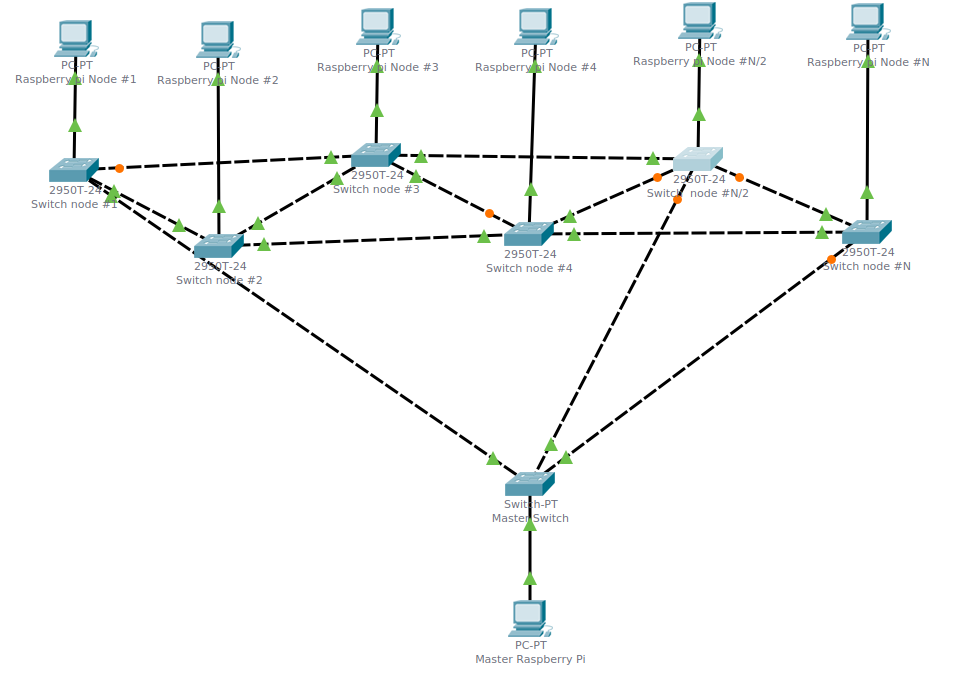 PC-PT
Raspberry pi Node #1
PC-PT
Raspberry pi Node #2
PC-PT
Raspberry pi Node #3
PC-PT
Raspberry pi Node #4
PC-PT
Raspberry pi Node #N/2
PC-PT
Raspberry pi Node #N
2950T-24
Switch node #1
2950T-24
Switch node #2
2950T-24
Switch node #3
2950T-24
Switch node #4
2950T-24
Switch node #N/2
2950T-24
Switch node #N
Switch-PT
Master Switch
PC-PT
Master Raspberry Pi